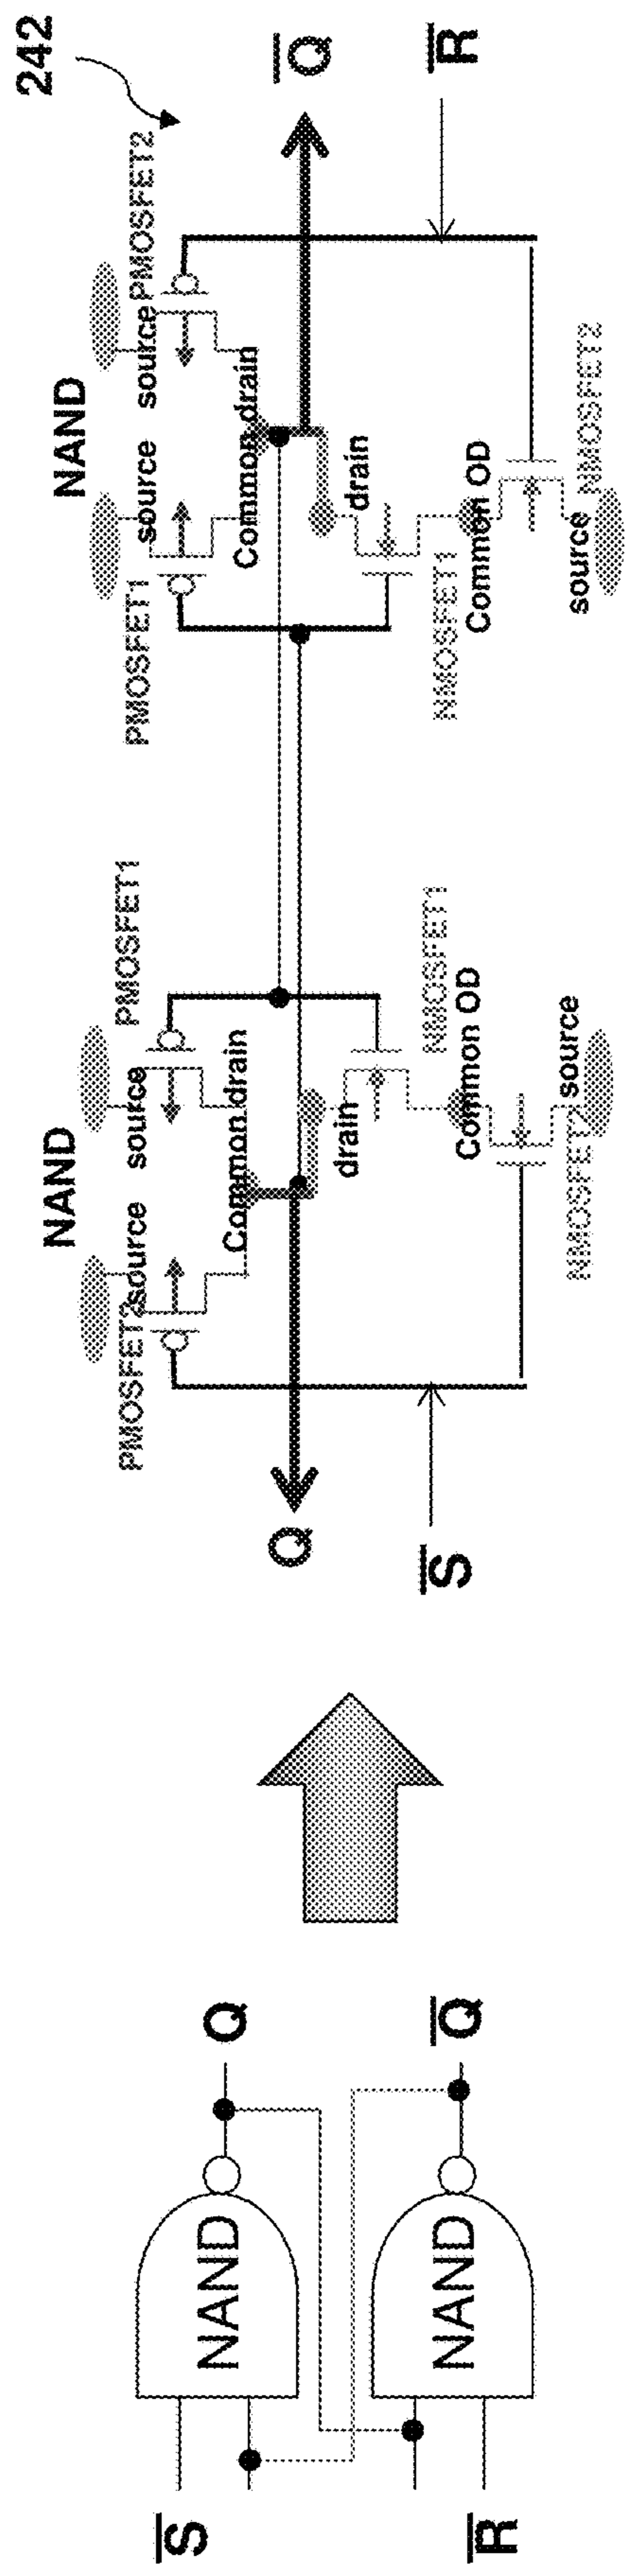 S
R
NAND
NAND
Q
Q
Q
S
NAND
NAND
PMOSFET2
source
source
PMOSFET1
Common drain
drain
NMOSFET1
Common OD
NMOSFET2
source
PMOSFET1
source
source
PMOSFET2
Common drain
drain
NMOSFET1
Common OD
source
NMOSFET2
Q
R
242